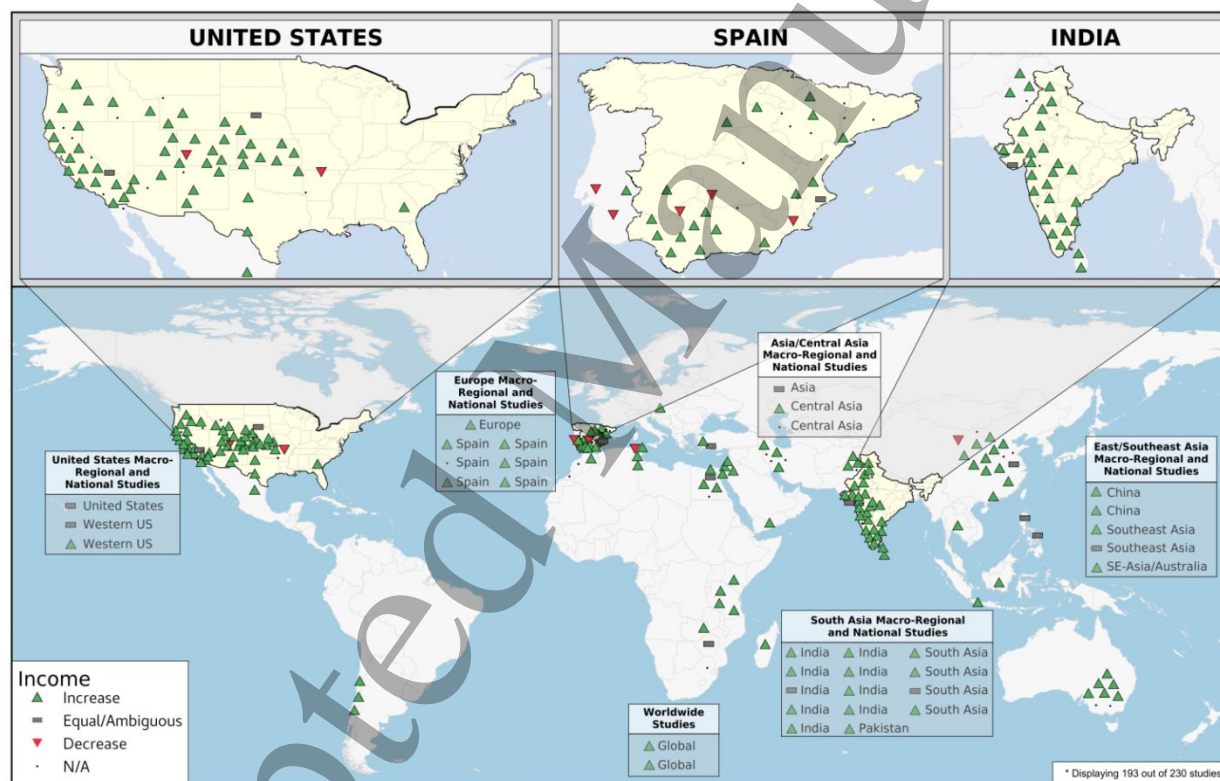 UNITED STATES
SPAIN
INDIA
Asia/Central Asia
Macro-Regional and
National Studies
Asia
Central Asia
Central Asia
Europe Macro-
Regional and
National Studies
Europe
Spain Spain
Spain Spain
Spain Spain
United States Macro-
Regional and
National Studies
United States
Western US
Western US
East/Southeast Asia
Macro-Regional and
National Studies
China
China
Southeast Asia
Southeast Asia
SE-Asia/Australia
South Asia Macro-Regional
and National Studies
India India South Asia
India India South Asia
India India South Asia
India India South Asia
India Pakistan
Worldwide
Studies
Global
Global
Income
Increase
Equal/Ambiguous
Decrease
N/A
* Displaying 193 out of 230 studies
oted Manu